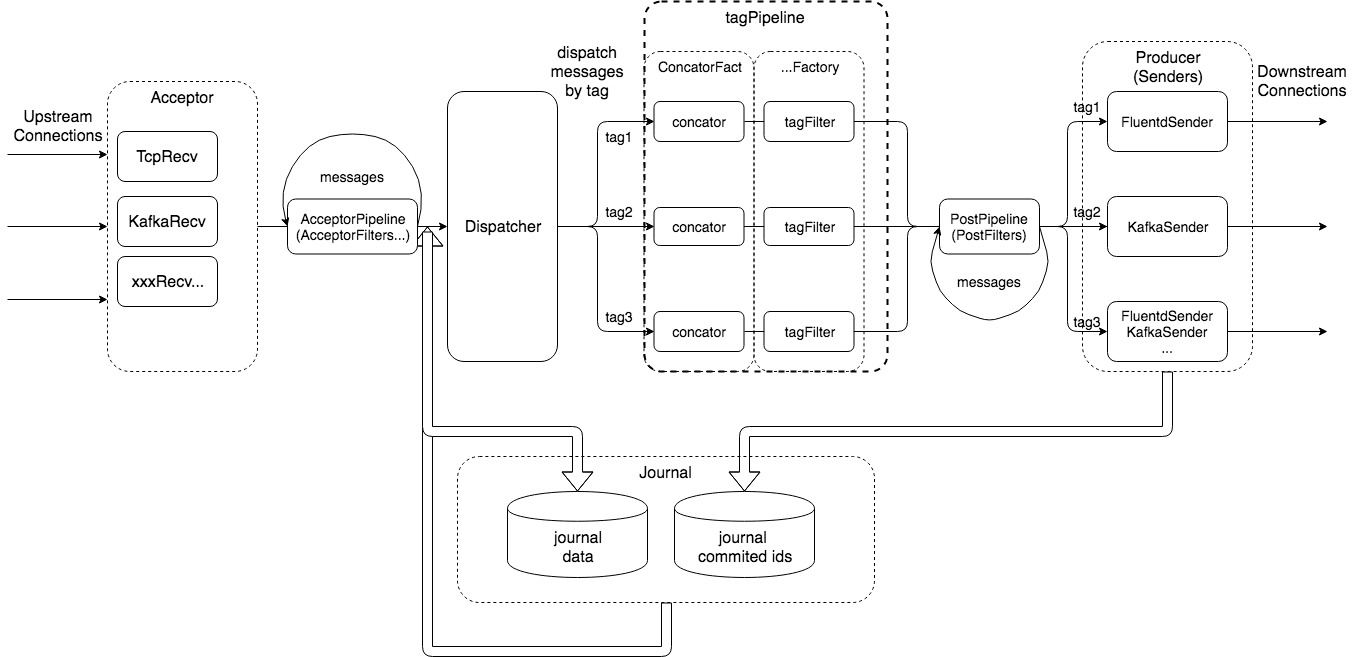 Upstream
Connections
Acceptor
TcpRecv
KafkaRecv
xxxRecv...
messages
AcceptorPipeline
(AcceptorFilters...)
Dispatcher
dispatch
messages
by tag
tag1
tag2
tag3
tagPipeline
ConcatorFact
...Factory
concator
tagFilter
concator
tagFilter
concator
tagFilter
PostPipeline
(PostFilters)
messages
Producer
(Senders)
tag1
FluentdSender
tag2
KafkaSender
tag3
FluentdSender
KafkaSender
...
Downstream
Connections
Journal
journal
data
journal
commited ids